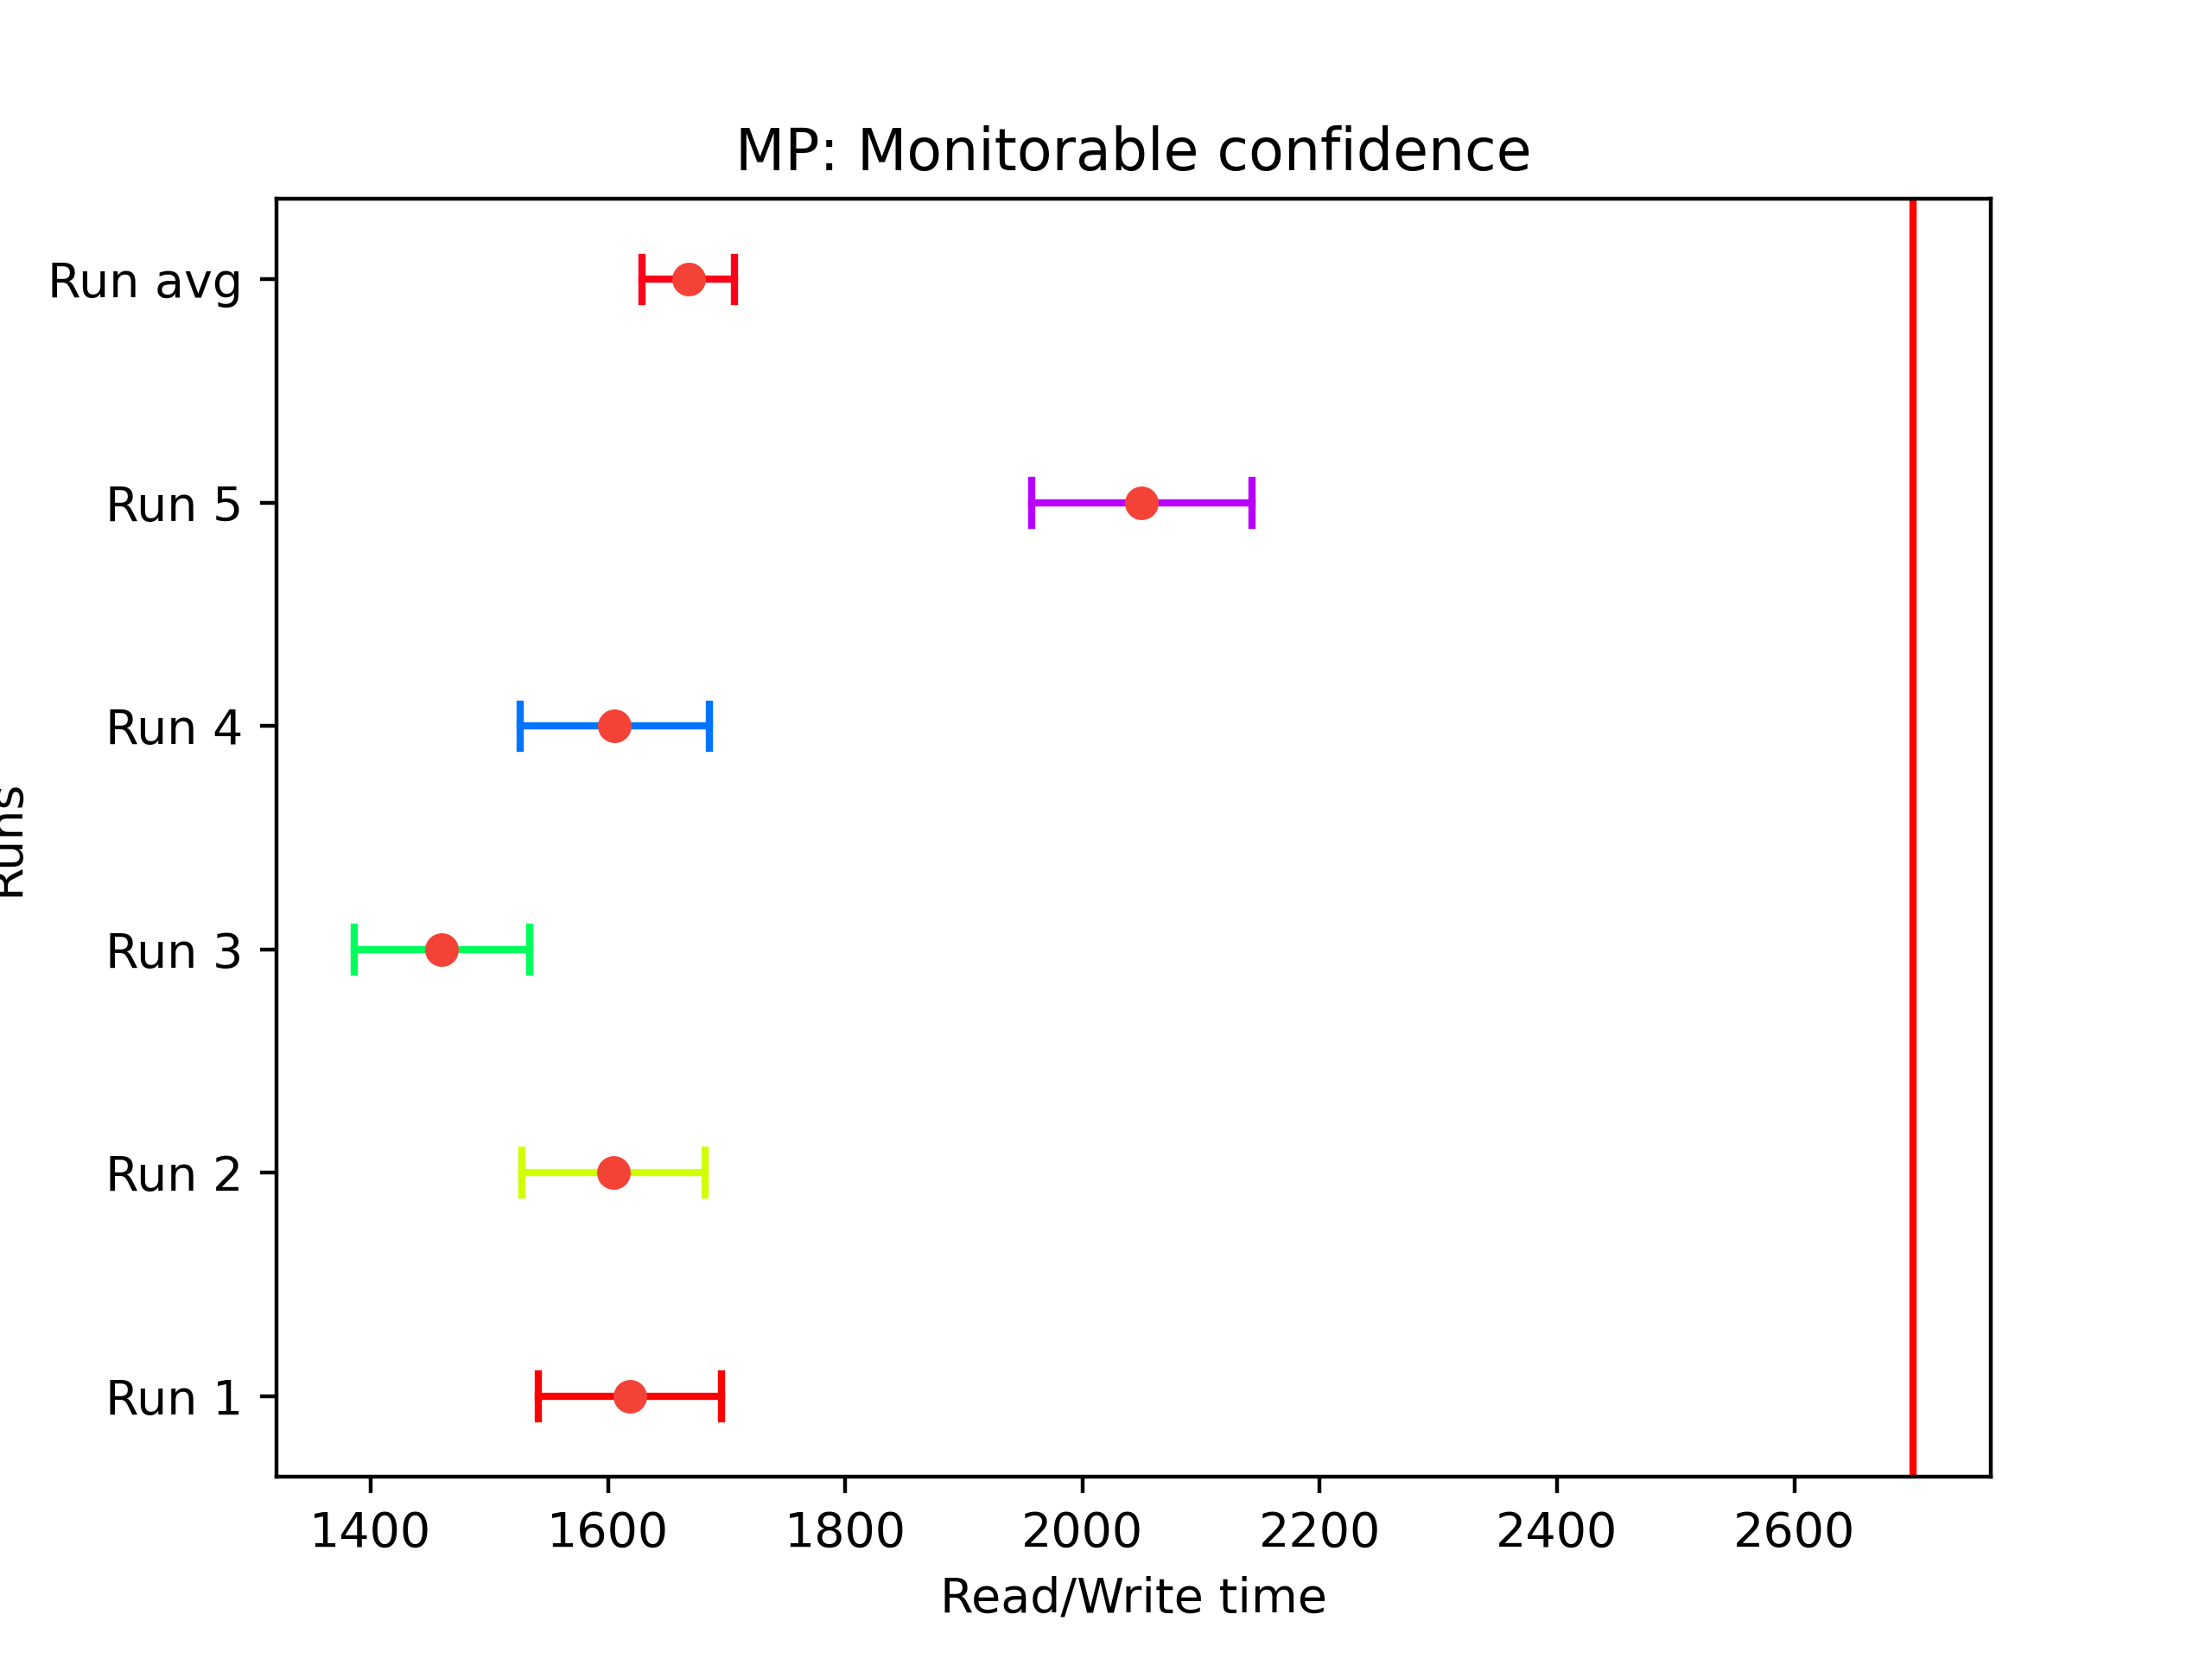 MP: Monitorable confidence
Run avg
Run 5
Run 4
Run 3
Run 2
Run 1
Runs
1400 1600 1800 2000 2200 2400 2600
Read/Write time